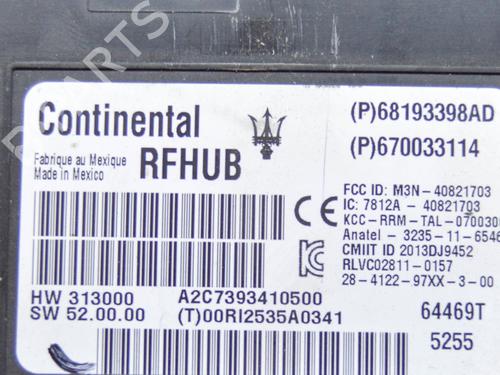 Continental
RFHUB
Fabrique au Mexique
Made in Mexico
(P)68193398AD
(P)670033114
FCC ID: M3N-40821703
IC: 7812A - 40821703
KCC-RRM-TAL-070030
Anatel - 3235-11-6546
CMIIT ID 2013DJ9452
RLVC02811-0157
28-4122-97XX-3-00
CE
HW 313000
A2C7393410500
SW 52.00.00
(T)00RI2535A0341
64469T
5255